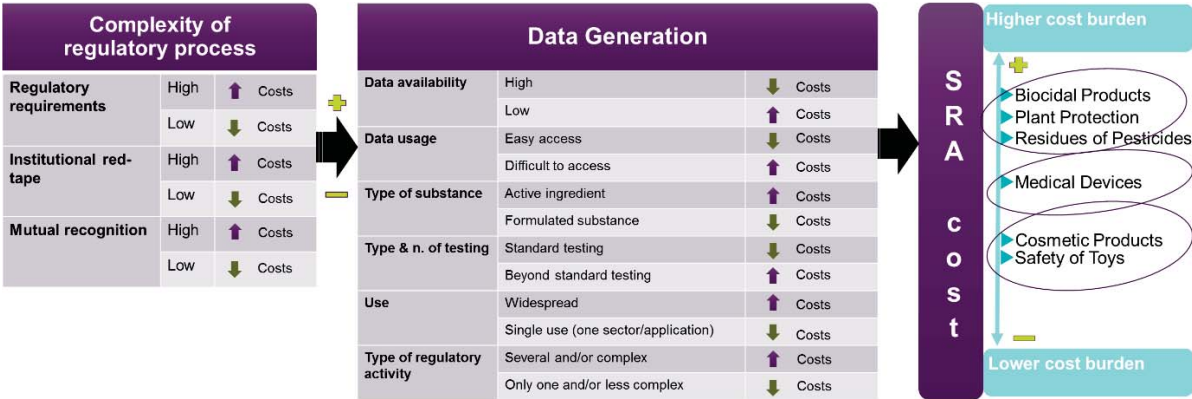 Complexity of
regulatory process
Regulatory
requirements
High Costs
Low Costs
Institutional red-
tape
High Costs
Low Costs
Mutual recognition
High Costs
Low Costs
Data Generation
Data availability High Costs
Low Costs
Data usage Easy access Costs
Difficult to access Costs
Type of substance Active ingredient Costs
Formulated substance Costs
Type & n. of testing Standard testing Costs
Beyond standard testing Costs
Use Widespread Costs
Single use (one sector/application) Costs
Type of regulatory
activity
Several and/or complex Costs
Only one and/or less complex Costs
SRA cost
Higher cost burden
Biocidal Products
Plant Protection
Residues of Pesticides
Medical Devices
Cosmetic Products
Safety of Toys
Lower cost burden